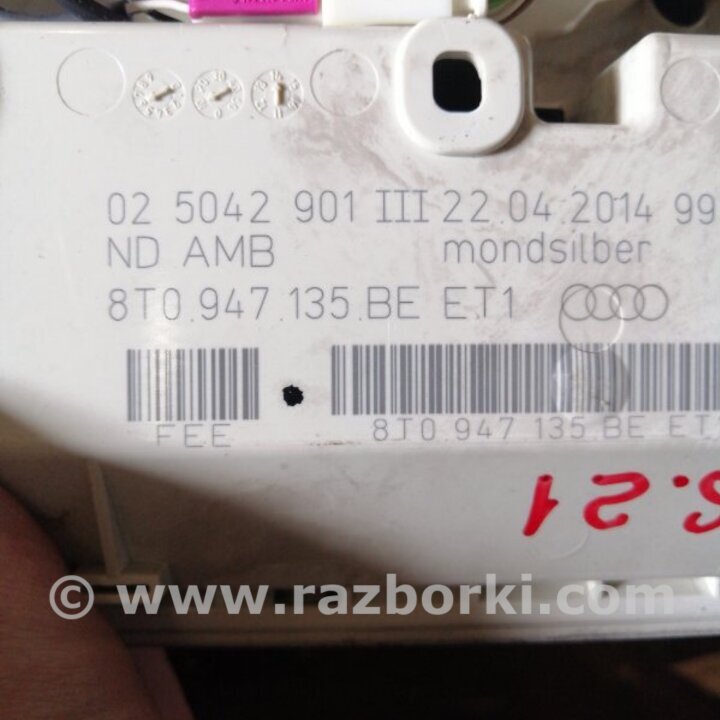 02 5042 901 III 22.04.2014 99
ND AMB mondsilber
8T0.947.135.BE ET1
FEE
8T0 947 135.BE ET
.21
© www.razborki.com